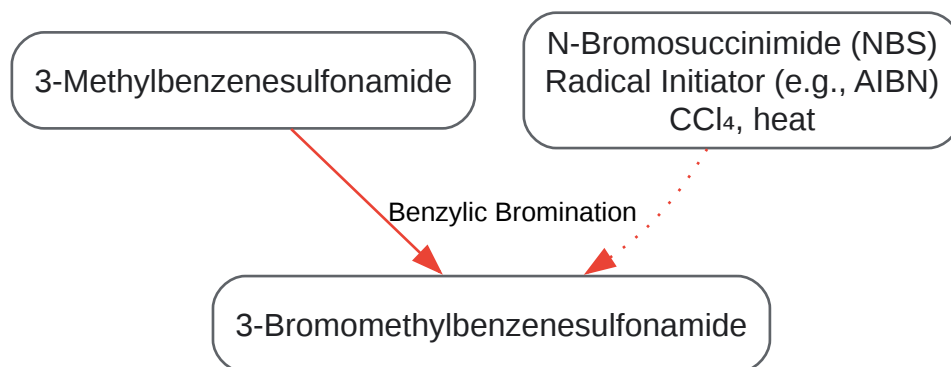 3-Methylbenzenesulfonamide
N-Bromosuccinimide (NBS)
Radical Initiator (e.g., AIBN)
CCl₄, heat
Benzylic Bromination
3-Bromomethylbenzenesulfonamide